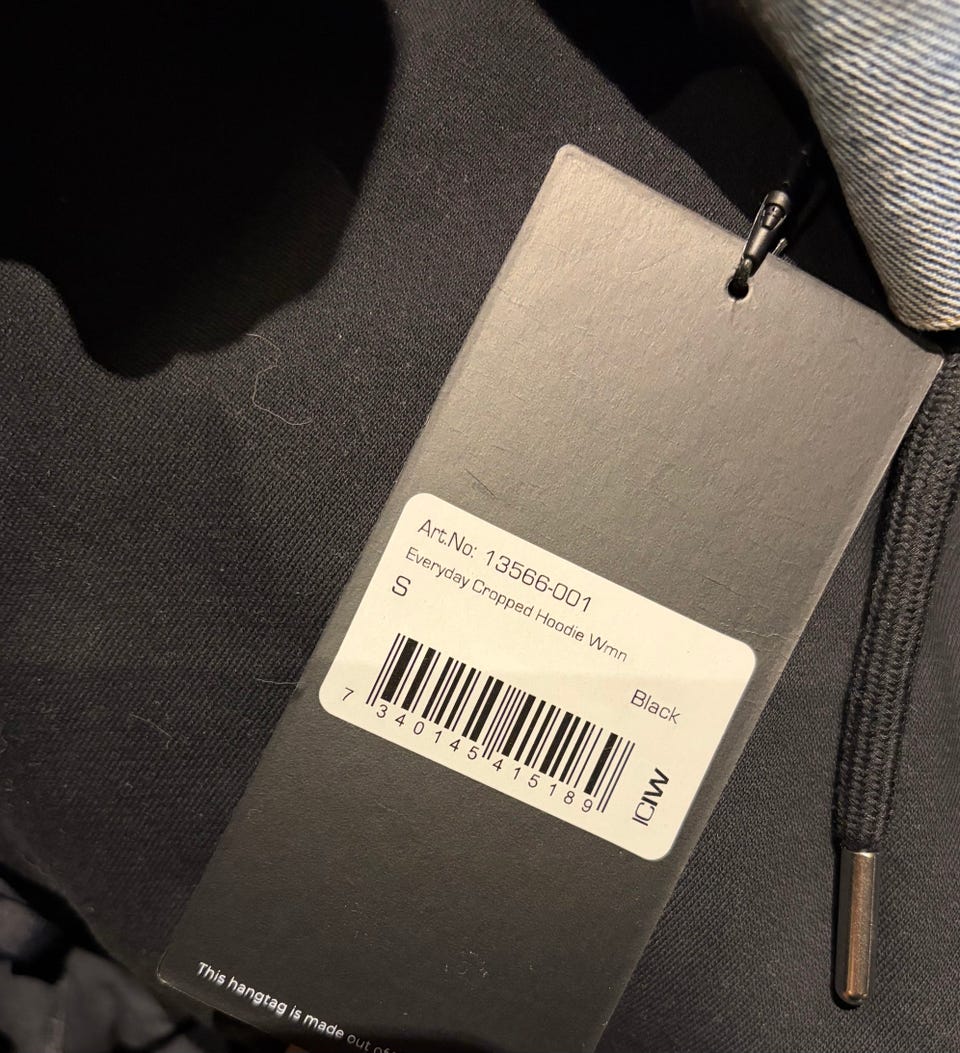 Art.No: 13566-001
Everyday Cropped Hoodie Wmn
S
Black
7 340145 415189
ICIW
This hangtag is made out of